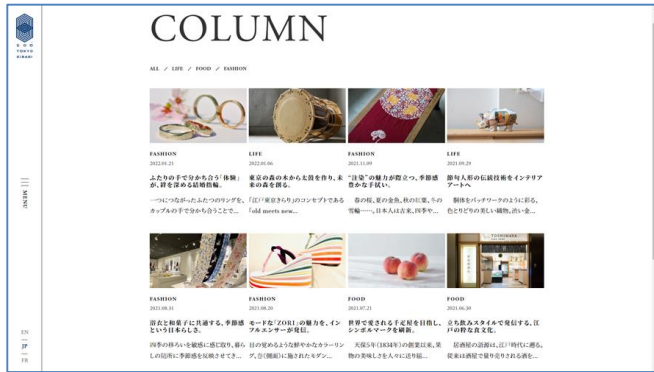 COLUMN
EDO
TOKYO
KIRARI
ALL / LIFE / FOOD / FASHION
FASHION
2022.01.21
ふたりの手で分かち合う「体験」
が、絆を深める結婚指輪。
一つにつながったふたつのリングを、
カップルの手で分かち合うことで…
LIFE
2022.01.06
東京の森の木から太鼓を作り、未
来の森を創る。
「江戸東京きらり」のコンセプトである
「old meets new…
FASHION
2021.11.09
“注染”の魅力が際立つ、季節感
豊かな手拭い。
春の桜、夏の金魚、秋の紅葉、冬の
雪輪……。日本人は古来、四季や…
LIFE
2021.09.29
節句人形の伝統技術をインテリア
アートへ
胴体をパッチワークのように彩る、
色とりどりの美しい織物。渋い金…
MENU
FASHION
2021.08.31
浴衣と和菓子に共通する、季節感
という日本らしさ。
四季の移ろいを敏感に感じ取り、暮ら
しの随所に季節感を反映させてき…
FASHION
2021.08.20
モードな「ZORI」の魅力を、イン
フルエンサーが発信。
目の覚めるような鮮やかなカラーリン
グ、巻(側面)に施されたモダン…
FOOD
2021.07.21
世界で愛される千疋屋を目指し、
シンボルマークを刷新。
天保5年(1834年)の創業以来、果
物の美味しさを人々に送り届…
FOOD
2021.06.30
立ち飲みスタイルで発信する、江
戸の粋な食文化。
居酒屋の語源は、江戸時代に遡る。
従来は酒屋で量り売りされる酒を…
EN
JP
FR